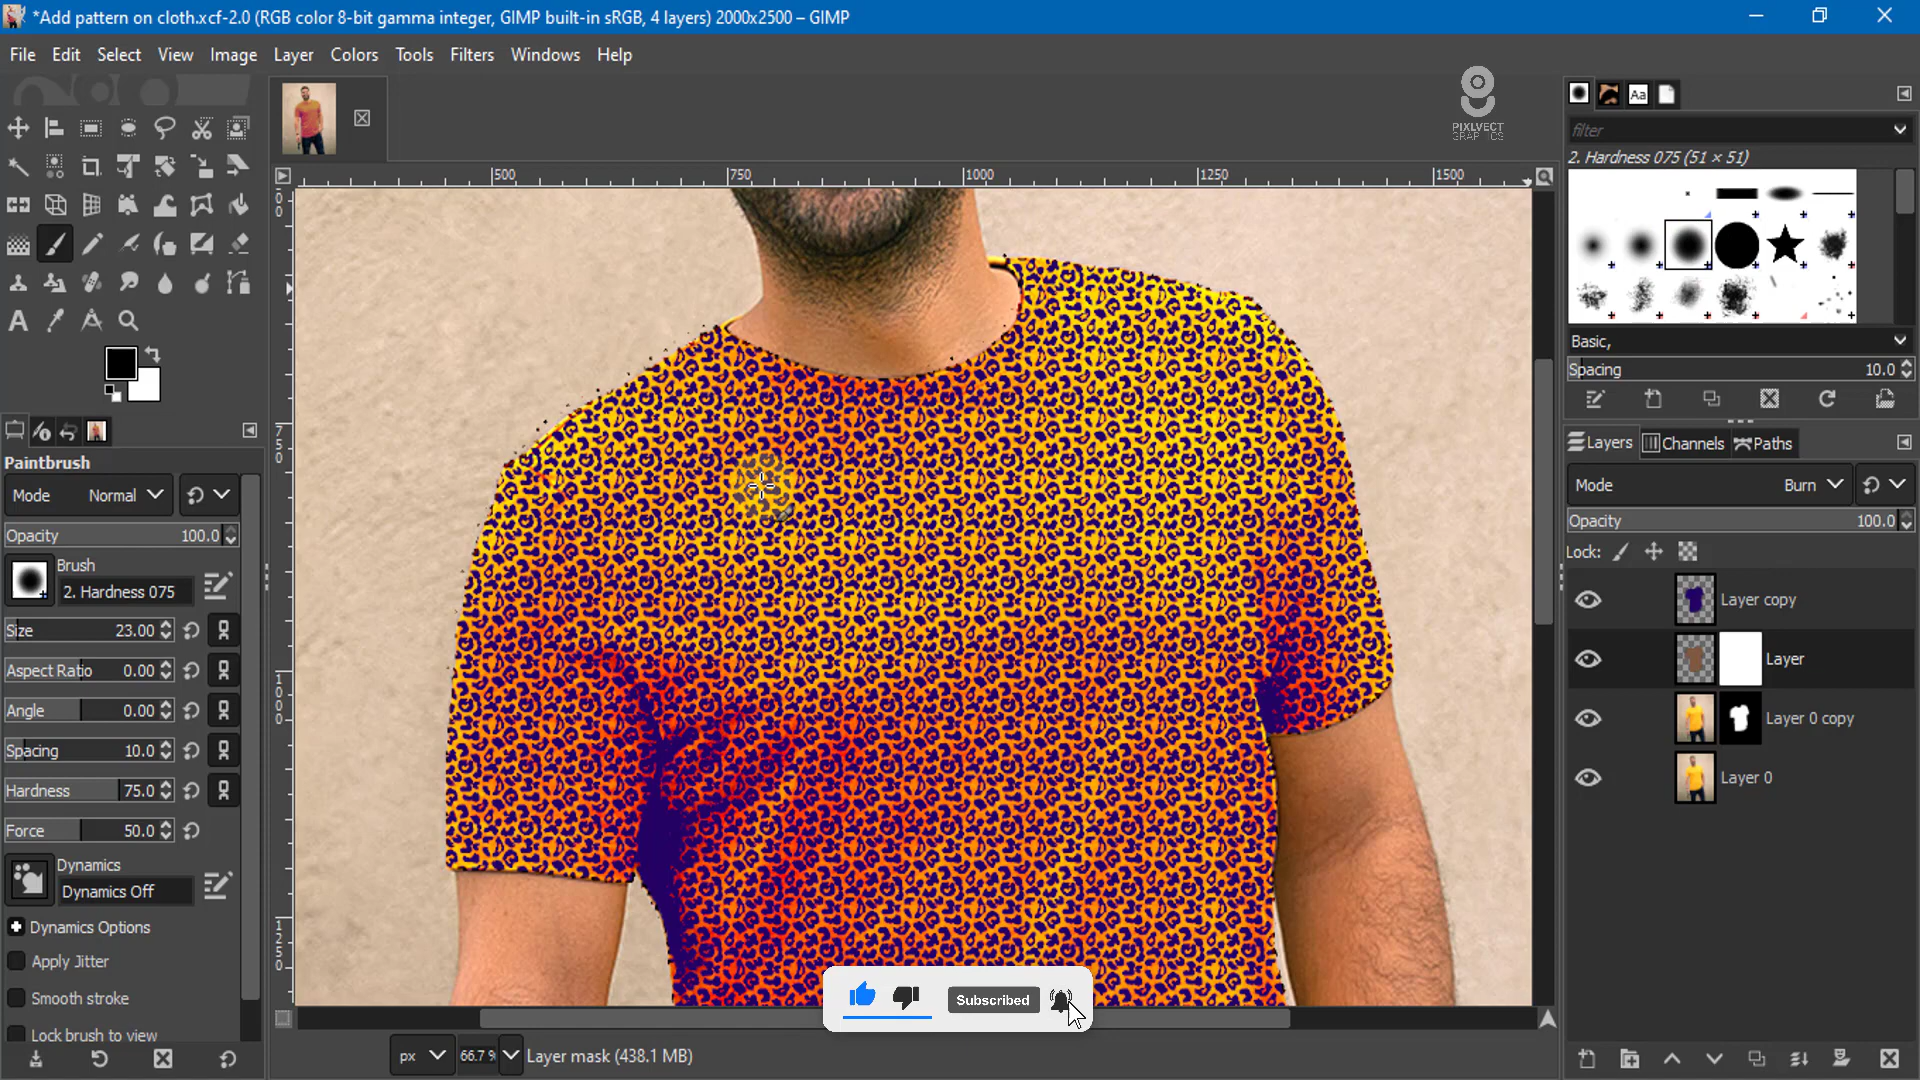 *Add pattern on cloth.xcf-2.0 (RGB color 8-bit gamma integer, GIMP built-in sRGB, 4 layers) 2000x2500 – GIMP
File Edit Select View Image Layer Colors Tools Filters Windows Help
PIXLVECT
GRAPHICS
Aa
filter
2. Hardness 075 (51 × 51)
500 750 1000 1250 1500
Basic,
Spacing 10.0
Layers Channels Paths
Mode Burn
Opacity 100.0
Lock:
Layer copy
Layer
Layer 0 copy
Layer 0
Paintbrush
Mode Normal
Opacity 100.0
Brush
2. Hardness 075
Size 23.00
Aspect Ratio 0.00
Angle 0.00
Spacing 10.0
Hardness 75.0
Force 50.0
Dynamics
Dynamics Off
Dynamics Options
Apply Jitter
Smooth stroke
Lock brush to view
750
1000
1250
Subscribed
px 66.7 % Layer mask (438.1 MB)